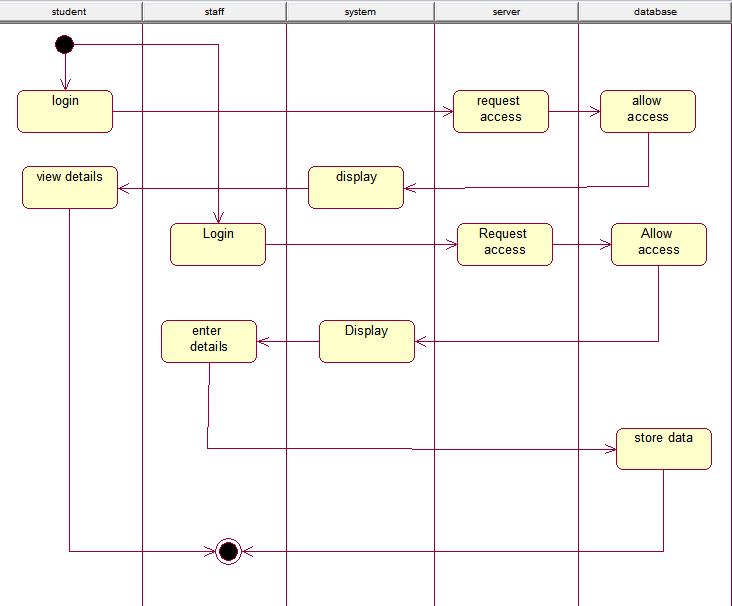 student
staff
system
server
database
login
request
access
allow
access
view details
display
Login
Request
access
Allow
access
enter
details
Display
store data